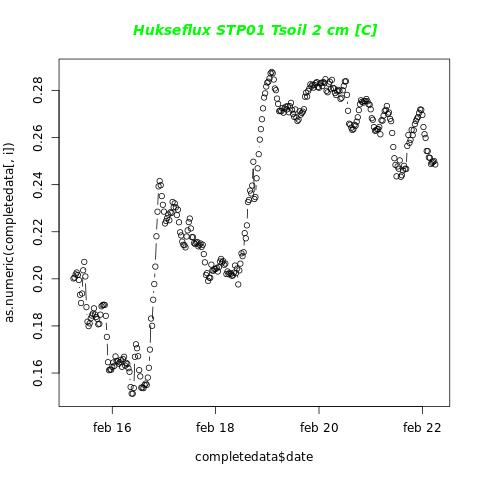 Hukseflux STP01 Tsoil 2 cm [C]
as.numeric(completedata[, i])
0.28
0.26
0.24
0.22
0.20
0.18
0.16
feb 16
feb 18
feb 20
feb 22
completedata$date